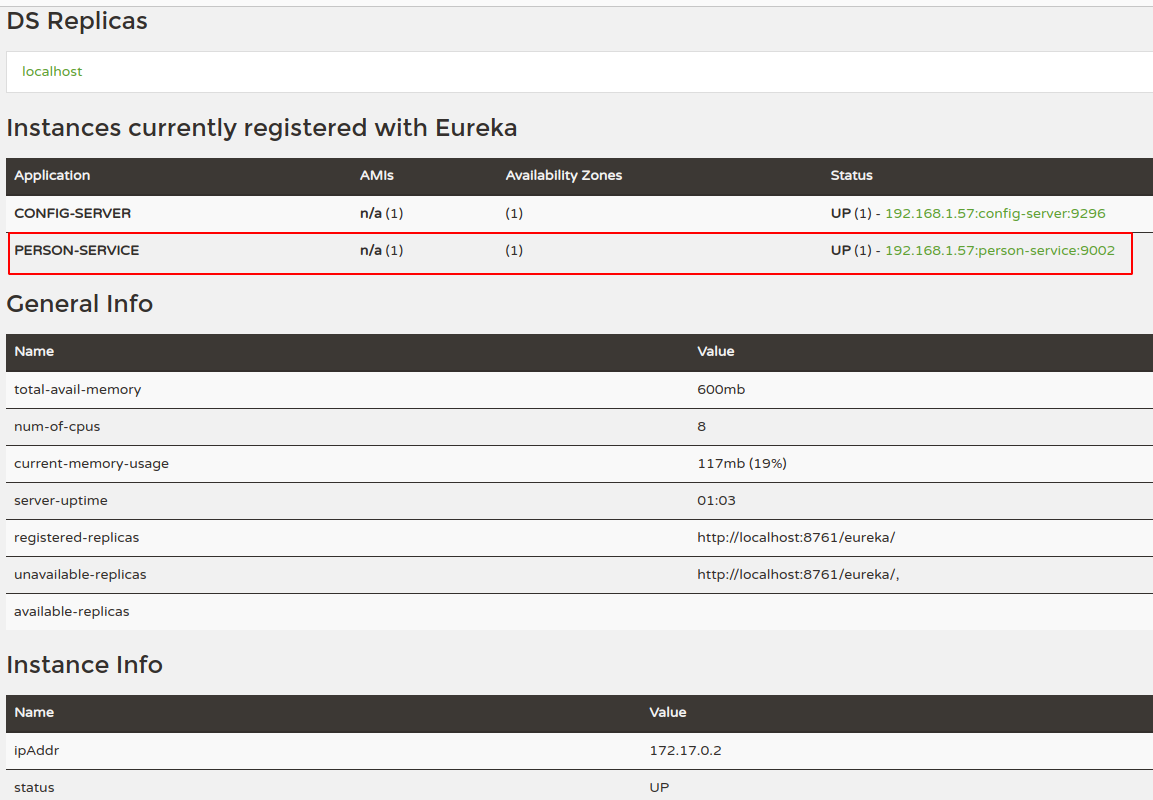 DS Replicas
localhost
Instances currently registered with Eureka
Application AMIs Availability Zones Status
CONFIG-SERVER n/a (1) (1) UP (1) - 192.168.1.57:config-server:9296
PERSON-SERVICE n/a (1) (1) UP (1) - 192.168.1.57:person-service:9002
General Info
Name Value
total-avail-memory 600mb
num-of-cpus 8
current-memory-usage 117mb (19%)
server-uptime 01:03
registered-replicas http://localhost:8761/eureka/
unavailable-replicas http://localhost:8761/eureka/,
available-replicas
Instance Info
Name Value
ipAddr 172.17.0.2
status UP